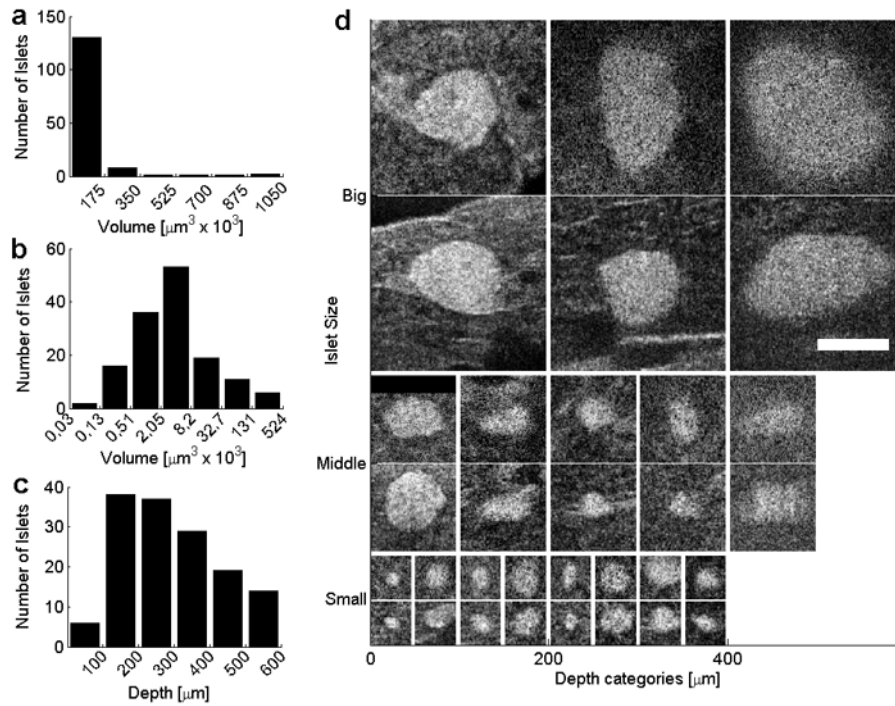 a
Number of Islets
150
100
50
0
175
350
525
700
875
1050
Volume [µm³ x 10³]
b
Number of Islets
60
40
20
0
0,03
0,13
0,51
2,05
8,2
32,7
131
524
Volume [µm³ x 10³]
c
Number of Islets
40
30
20
10
0
100
200
300
400
500
600
Depth [µm]
d
Islet Size
Big
Middle
Small
0
200
400
Depth categories [µm]